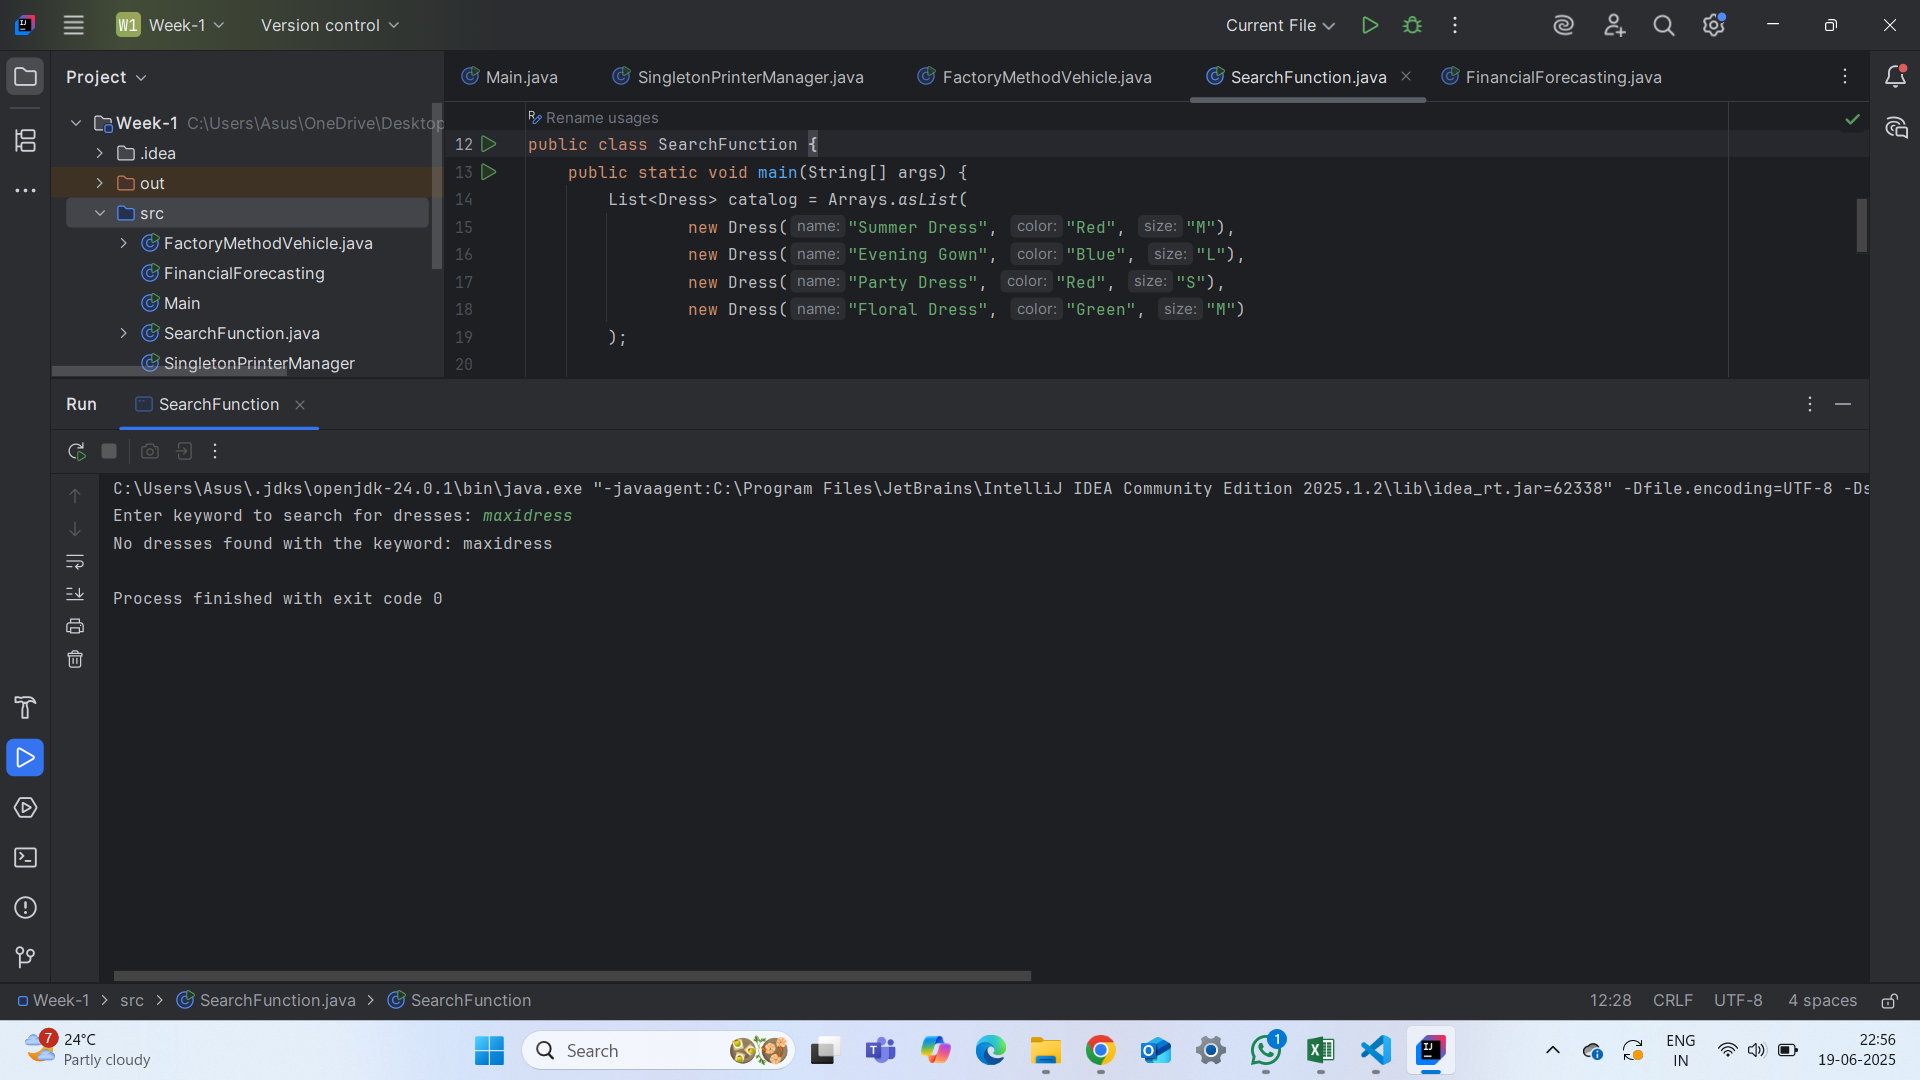 W1 Week-1 Version control Current File
Project
Main.java SingletonPrinterManager.java FactoryMethodVehicle.java SearchFunction.java FinancialForecasting.java
Week-1 C:\Users\Asus\OneDrive\Desktop
.idea
out
src
FactoryMethodVehicle.java
FinancialForecasting
Main
SearchFunction.java
SingletonPrinterManager
Rename usages
12 public class SearchFunction {
13 public static void main(String[] args) {
14 List<Dress> catalog = Arrays.asList(
15 new Dress( name: "Summer Dress", color: "Red", size: "M"),
16 new Dress( name: "Evening Gown", color: "Blue", size: "L"),
17 new Dress( name: "Party Dress", color: "Red", size: "S"),
18 new Dress( name: "Floral Dress", color: "Green", size: "M")
19 );
20
Run SearchFunction
C:\Users\Asus\.jdks\openjdk-24.0.1\bin\java.exe "-javaagent:C:\Program Files\JetBrains\IntelliJ IDEA Community Edition 2025.1.2\lib\idea_rt.jar=62338" -Dfile.encoding=UTF-8 -Ds
Enter keyword to search for dresses: maxidress
No dresses found with the keyword: maxidress
Process finished with exit code 0
Week-1 > src > SearchFunction.java > SearchFunction 12:28 CRLF UTF-8 4 spaces
7 24°C
Partly cloudy
Search
1
ENG
IN
22:56
19-06-2025